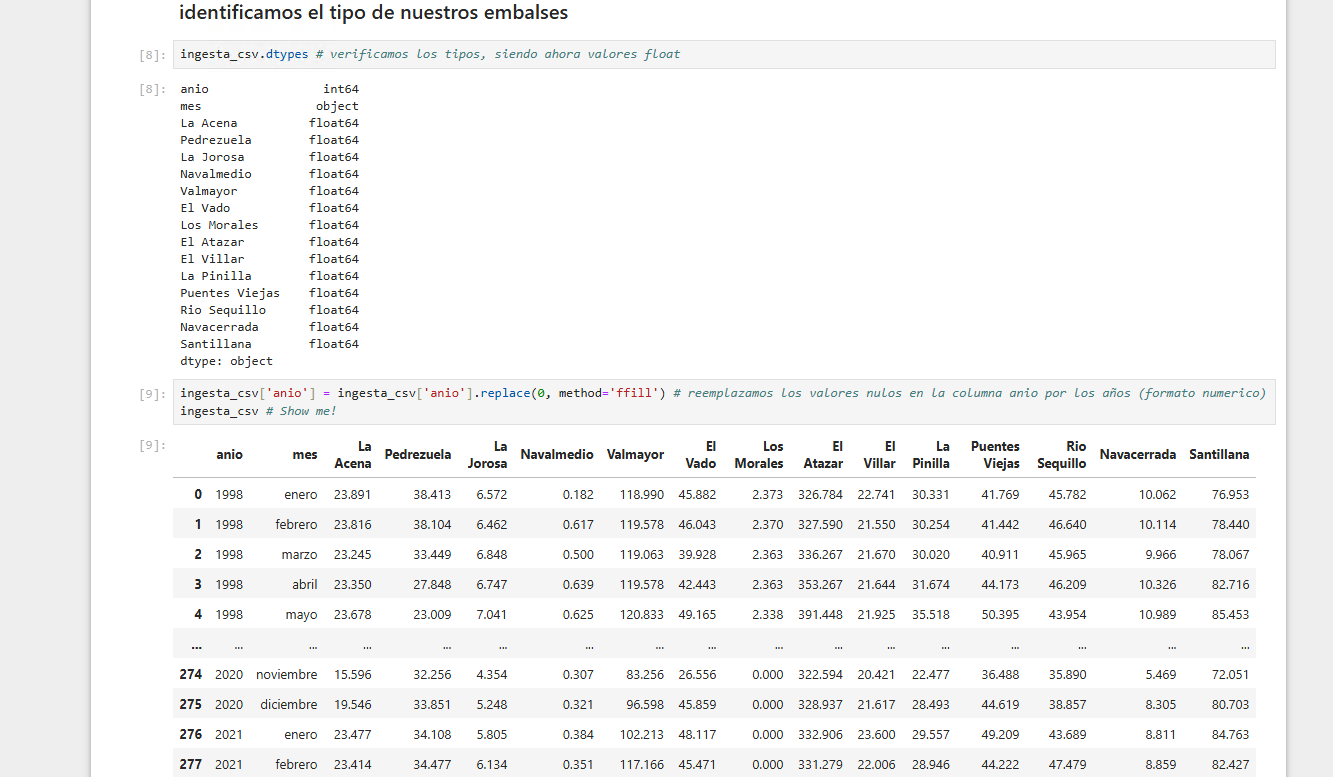 identificamos el tipo de nuestros embalses
[8]: ingesta_csv.dtypes # verificamos los tipos, siendo ahora valores float
[8]: anio int64
mes object
La Acena float64
Pedrezuela float64
La Jorosa float64
Navalmedio float64
Valmayor float64
El Vado float64
Los Morales float64
El Atazar float64
El Villar float64
La Pinilla float64
Puentes Viejas float64
Rio Sequillo float64
Navacerrada float64
Santillana float64
dtype: object
[9]: ingesta_csv['anio'] = ingesta_csv['anio'].replace(0, method='ffill') # reemplazamos los valores nulos en la columna anio por los años (formato numerico)
ingesta_csv # Show me!
[9]: anio mes La Acena Pedrezuela La Jorosa Navalmedio Valmayor El Vado Los Morales El Atazar El Villar La Pinilla Puentes Viejas Rio Sequillo Navacerrada Santillana
0 1998 enero 23.891 38.413 6.572 0.182 118.990 45.882 2.373 326.784 22.741 30.331 41.769 45.782 10.062 76.953
1 1998 febrero 23.816 38.104 6.462 0.617 119.578 46.043 2.370 327.590 21.550 30.254 41.442 46.640 10.114 78.440
2 1998 marzo 23.245 33.449 6.848 0.500 119.063 39.928 2.363 336.267 21.670 30.020 40.911 45.965 9.966 78.067
3 1998 abril 23.350 27.848 6.747 0.639 119.578 42.443 2.363 353.267 21.644 31.674 44.173 46.209 10.326 82.716
4 1998 mayo 23.678 23.009 7.041 0.625 120.833 49.165 2.338 391.448 21.925 35.518 50.395 43.954 10.989 85.453
... ... ... ... ... ... ... ... ... ... ... ... ... ... ... ... ...
274 2020 noviembre 15.596 32.256 4.354 0.307 83.256 26.556 0.000 322.594 20.421 22.477 36.488 35.890 5.469 72.051
275 2020 diciembre 19.546 33.851 5.248 0.321 96.598 45.859 0.000 328.937 21.617 28.493 44.619 38.857 8.305 80.703
276 2021 enero 23.477 34.108 5.805 0.384 102.213 48.117 0.000 332.906 23.600 29.557 49.209 43.689 8.811 84.763
277 2021 febrero 23.414 34.477 6.134 0.351 117.166 45.471 0.000 331.279 22.006 28.946 44.222 47.479 8.859 82.427